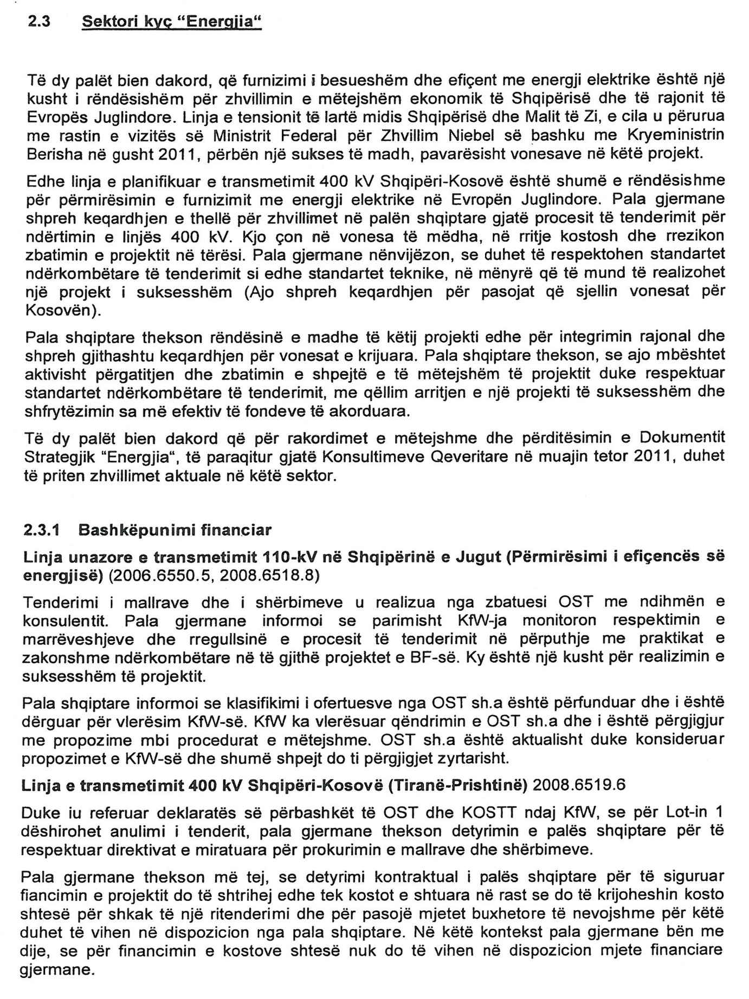 2.3 Sektori kyç “Energjia“
Të dy palët bien dakord, që furnizimi i besueshëm dhe efiçent me energji elektrike është një
kusht i rëndësishëm për zhvillimin e mëtejshëm ekonomik të Shqipërisë dhe të rajonit të
Evropës Juglindore. Linja e tensionit të lartë midis Shqipërisë dhe Malit të Zi, e cila u përurua
me rastin e vizitës së Ministrit Federal për Zhvillim Niebel së bashku me Kryeministrin
Berisha në gusht 2011, përbën një sukses të madh, pavarësisht vonesave në këtë projekt.
Edhe linja e planifikuar e transmetimit 400 kV Shqipëri-Kosovë është shumë e rëndësishme
për përmirësimin e furnizimit me energji elektrike në Evropën Juglindore. Pala gjermane
shpreh keqardhjen e thellë për zhvillimet në palën shqiptare gjatë procesit të tenderimit për
ndërtimin e linjës 400 kV. Kjo çon në vonesa të mëdha, në rritje kostosh dhe rrezikon
zbatimin e projektit në tërësi. Pala gjermane nënvijëzon, se duhet të respektohen standartet
ndërkombëtare të tenderimit si edhe standartet teknike, në mënyrë që të mund të realizohet
një projekt i suksesshëm (Ajo shpreh keqardhjen për pasojat që sjellin vonesat për
Kosovën).
Pala shqiptare thekson rëndësinë e madhe të këtij projekti edhe për integrimin rajonal dhe
shpreh gjithashtu keqardhjen për vonesat e krijuara. Pala shqiptare thekson, se ajo mbështet
aktivisht përgatitjen dhe zbatimin e shpejtë e të mëtejshëm të projektit duke respektuar
standartet ndërkombëtare të tenderimit, me qëllim arritjen e një projekti të suksesshëm dhe
shfrytëzimin sa më efektiv të fondeve të akorduara.
Të dy palët bien dakord që për rakordimet e mëtejshme dhe përditësimin e Dokumentit
Strategjik “Energjia“, të paraqitur gjatë Konsultimeve Qeveritare në muajin tetor 2011, duhet
të priten zhvillimet aktuale në këtë sektor.
2.3.1 Bashkëpunimi financiar
Linja unazore e transmetimit 110-kV në Shqipërinë e Jugut (Përmirësimi i efiçencës së
energjisë) (2006.6550.5, 2008.6518.8)
Tenderimi i mallrave dhe i shërbimeve u realizua nga zbatuesi OST me ndihmën e
konsulentit. Pala gjermane informoi se parimisht KfW-ja monitoron respektimin e
marrëveshjeve dhe rregullsinë e procesit të tenderimit në përputhje me praktikat e
zakonshme ndërkombëtare në të gjithë projektet e BF-së. Ky është një kusht për realizimin e
suksesshëm të projektit.
Pala shqiptare informoi se klasifikimi i ofertuesve nga OST sh.a është përfunduar dhe i është
dërguar për vlerësim KfW-së. KfW ka vlerësuar qëndrimin e OST sh.a dhe i është përgjigjur
me propozime mbi procedurat e mëtejshme. OST sh.a është aktualisht duke konsideruar
propozimet e KfW-së dhe shumë shpejt do ti përgjigjet zyrtarisht.
Linja e transmetimit 400 kV Shqipëri-Kosovë (Tiranë-Prishtinë) 2008.6519.6
Duke iu referuar deklaratës së përbashkët të OST dhe KOSTT ndaj KfW, se për Lot-in 1
dëshirohet anulimi i tenderit, pala gjermane thekson detyrimin e palës shqiptare për të
respektuar direktivat e miratuara për prokurimin e mallrave dhe shërbimeve.
Pala gjermane thekson më tej, se detyrimi kontraktual i palës shqiptare për të siguruar
fiancimin e projektit do të shtrihej edhe tek kostot e shtuara në rast se do të krijoheshin kosto
shtesë për shkak të një ritenderimi dhe për pasojë mjetet buxhetore të nevojshme për këtë
duhet të vihen në dispozicion nga pala shqiptare. Në këtë kontekst pala gjermane bën me
dije, se për financimin e kostove shtesë nuk do të vihen në dispozicion mjete financiare
gjermane.